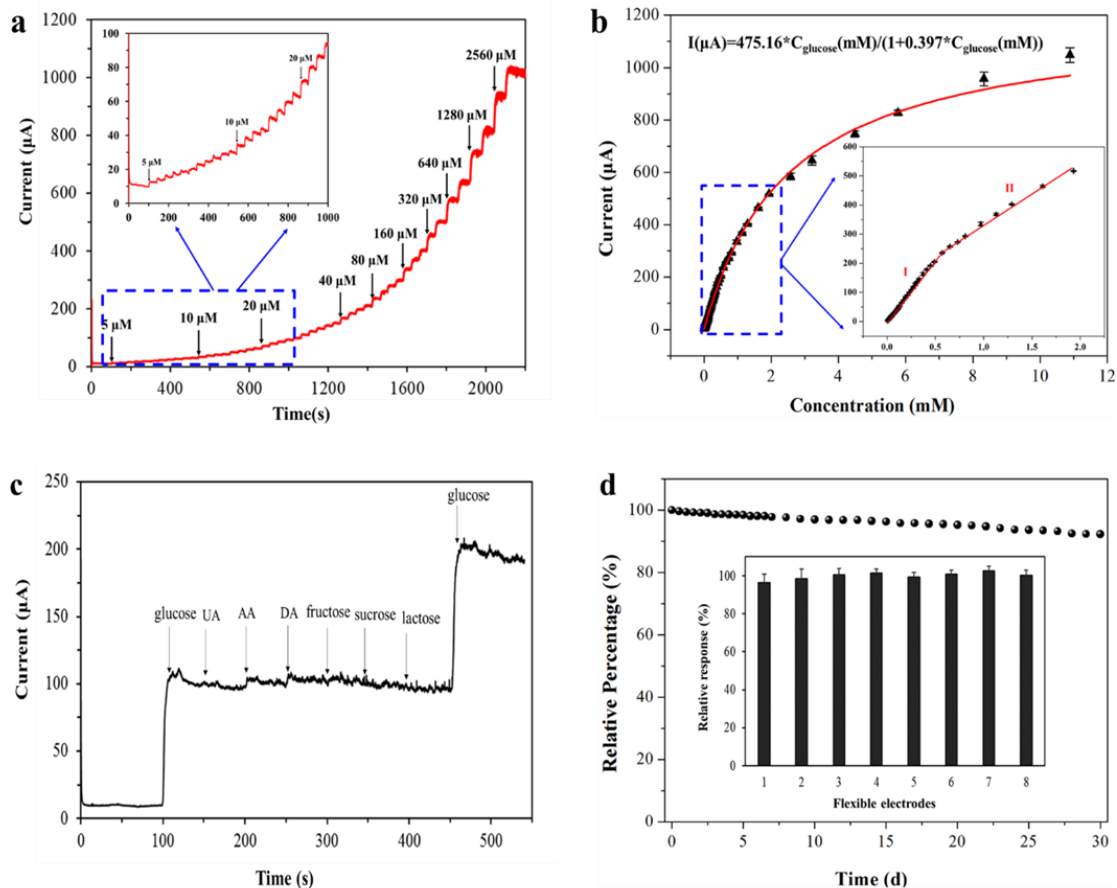 a
Current (μA)
1200
1000
800
600
400
200
0
0 400 800 1200 1600 2000
Time(s)
5 μM
10 μM
20 μM
40 μM
80 μM
160 μM
320 μM
640 μM
1280 μM
2560 μM
100
80
60
40
20
0
0 200 400 600 800 1000
5 μM
10 μM
20 μM
b
I(μA)=475.16*Cglucose(mM)/(1+0.397*Cglucose(mM))
Current (μA)
1200
1000
800
600
400
200
0
0 2 4 6 8 10 12
Concentration (mM)
600
500
400
300
200
100
0
0.0 0.5 1.0 1.5 2.0
I
II
c
Current (μA)
250
200
150
100
50
0
0 100 200 300 400 500
Time (s)
glucose
UA
AA
DA
fructose
sucrose
lactose
glucose
d
Relative Percentage (%)
100
80
60
40
20
0
0 5 10 15 20 25 30
Time (d)
Relative response (%)
100
80
60
40
20
0
1 2 3 4 5 6 7 8
Flexible electrodes